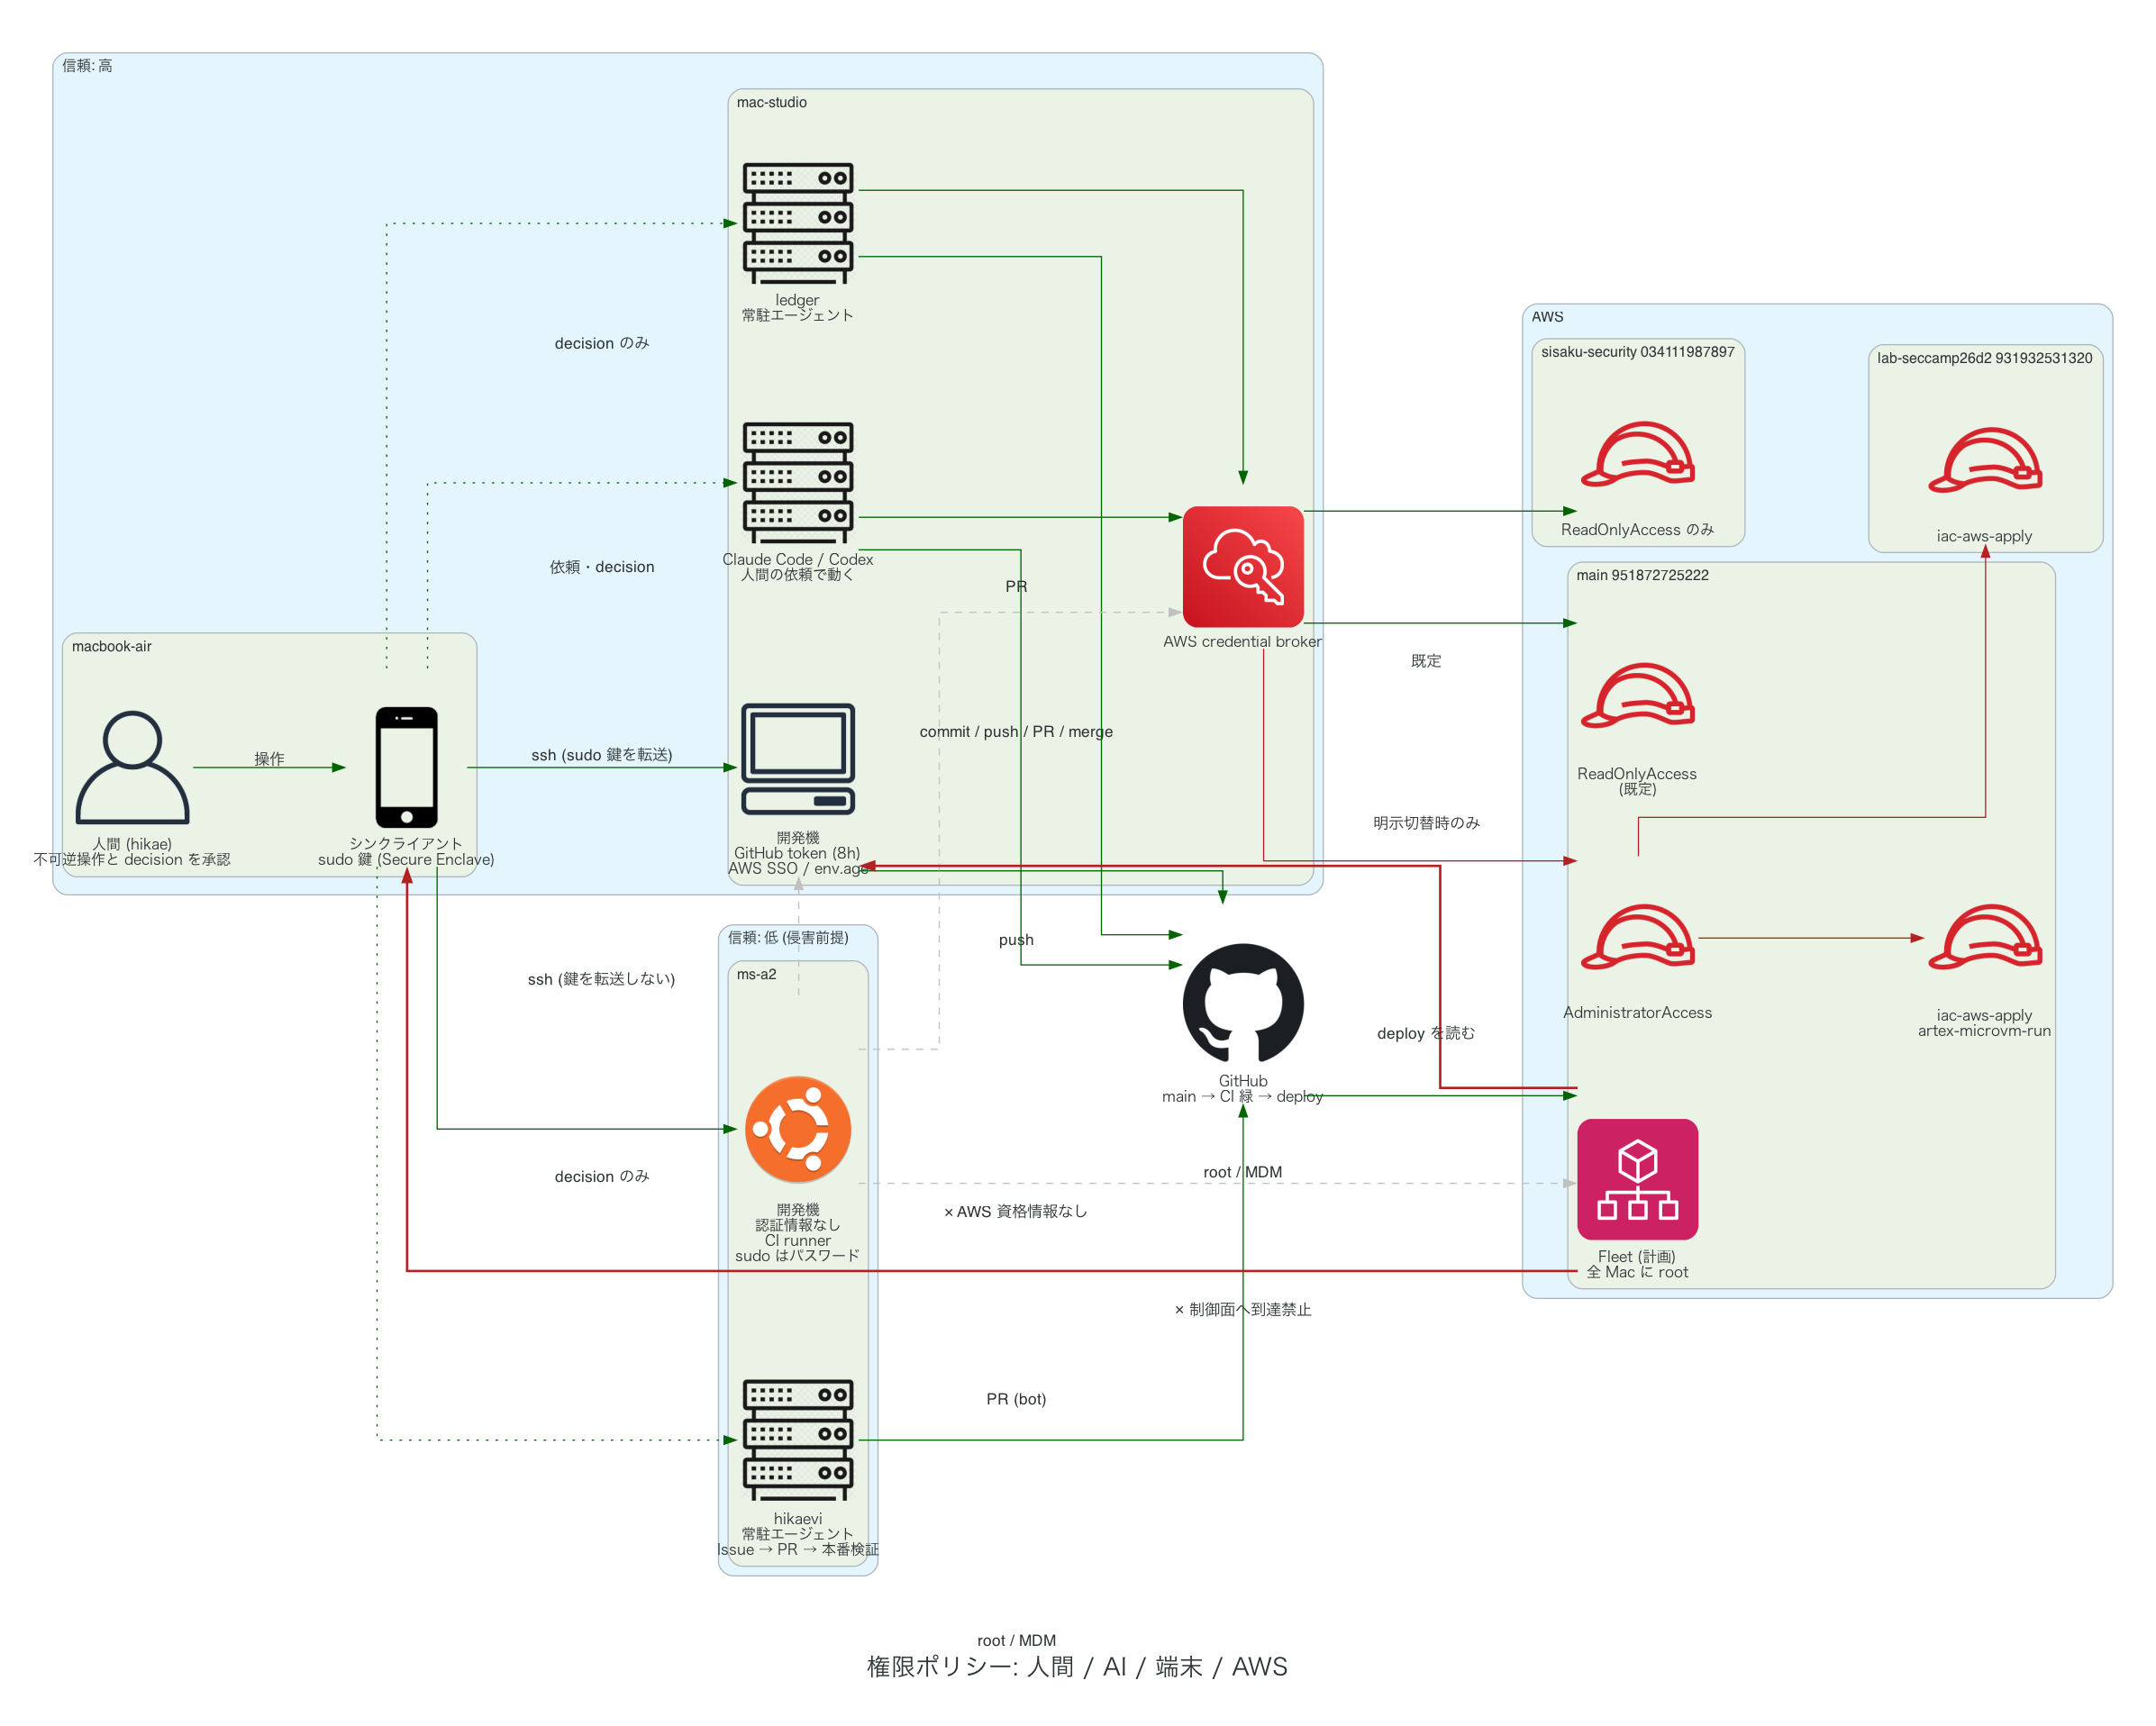 信頼: 高
mac-studio
ledger
常駐エージェント
decision のみ
Claude Code / Codex
人間の依頼で動く
依頼・decision
PR
AWS credential broker
macbook-air
人間 (hikae)
不可逆操作と decision を承認
操作
シンクライアント
sudo 鍵 (Secure Enclave)
ssh (sudo 鍵を転送)
開発機
GitHub token (8h)
AWS SSO / env.age
commit / push / PR / merge
既定
明示切替時のみ
AWS
sisaku-security 034111987897
ReadOnlyAccess のみ
lab-seccamp26d2 931932531320
iac-aws-apply
main 951872725222
ReadOnlyAccess
(既定)
AdministratorAccess
iac-aws-apply
artex-microvm-run
Fleet (計画)
全 Mac に root
信頼: 低 (侵害前提)
ms-a2
開発機
認証情報なし
CI runner
sudo はパスワード
ssh (鍵を転送しない)
decision のみ
push
GitHub
main → CI 緑 → deploy
deploy を読む
root / MDM
× AWS 資格情報なし
× 制御面へ到達禁止
PR (bot)
hikaevi
常駐エージェント
Issue → PR → 本番検証
root / MDM
権限ポリシー: 人間 / AI / 端末 / AWS